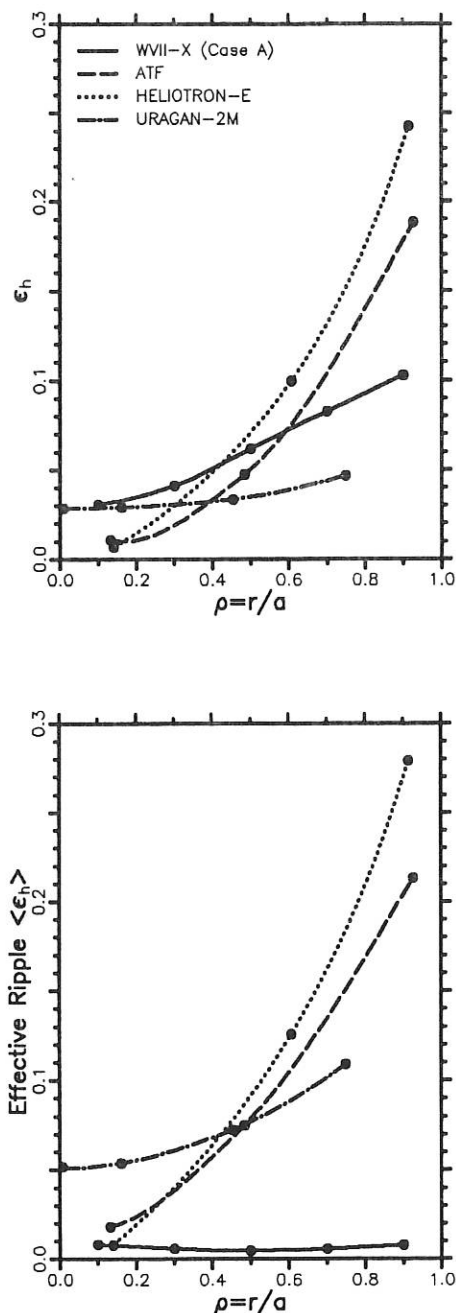 0.3
WVII-X (Case A)
ATF
HELIOTRON-E
URAGAN-2M
0.2
ϵh
0.1
0.0
0.0 0.2 0.4 0.6 0.8 1.0
ρ=r/a
0.3
0.2
Effective Ripple <ϵh>
0.1
0.0
0.0 0.2 0.4 0.6 0.8 1.0
ρ=r/a